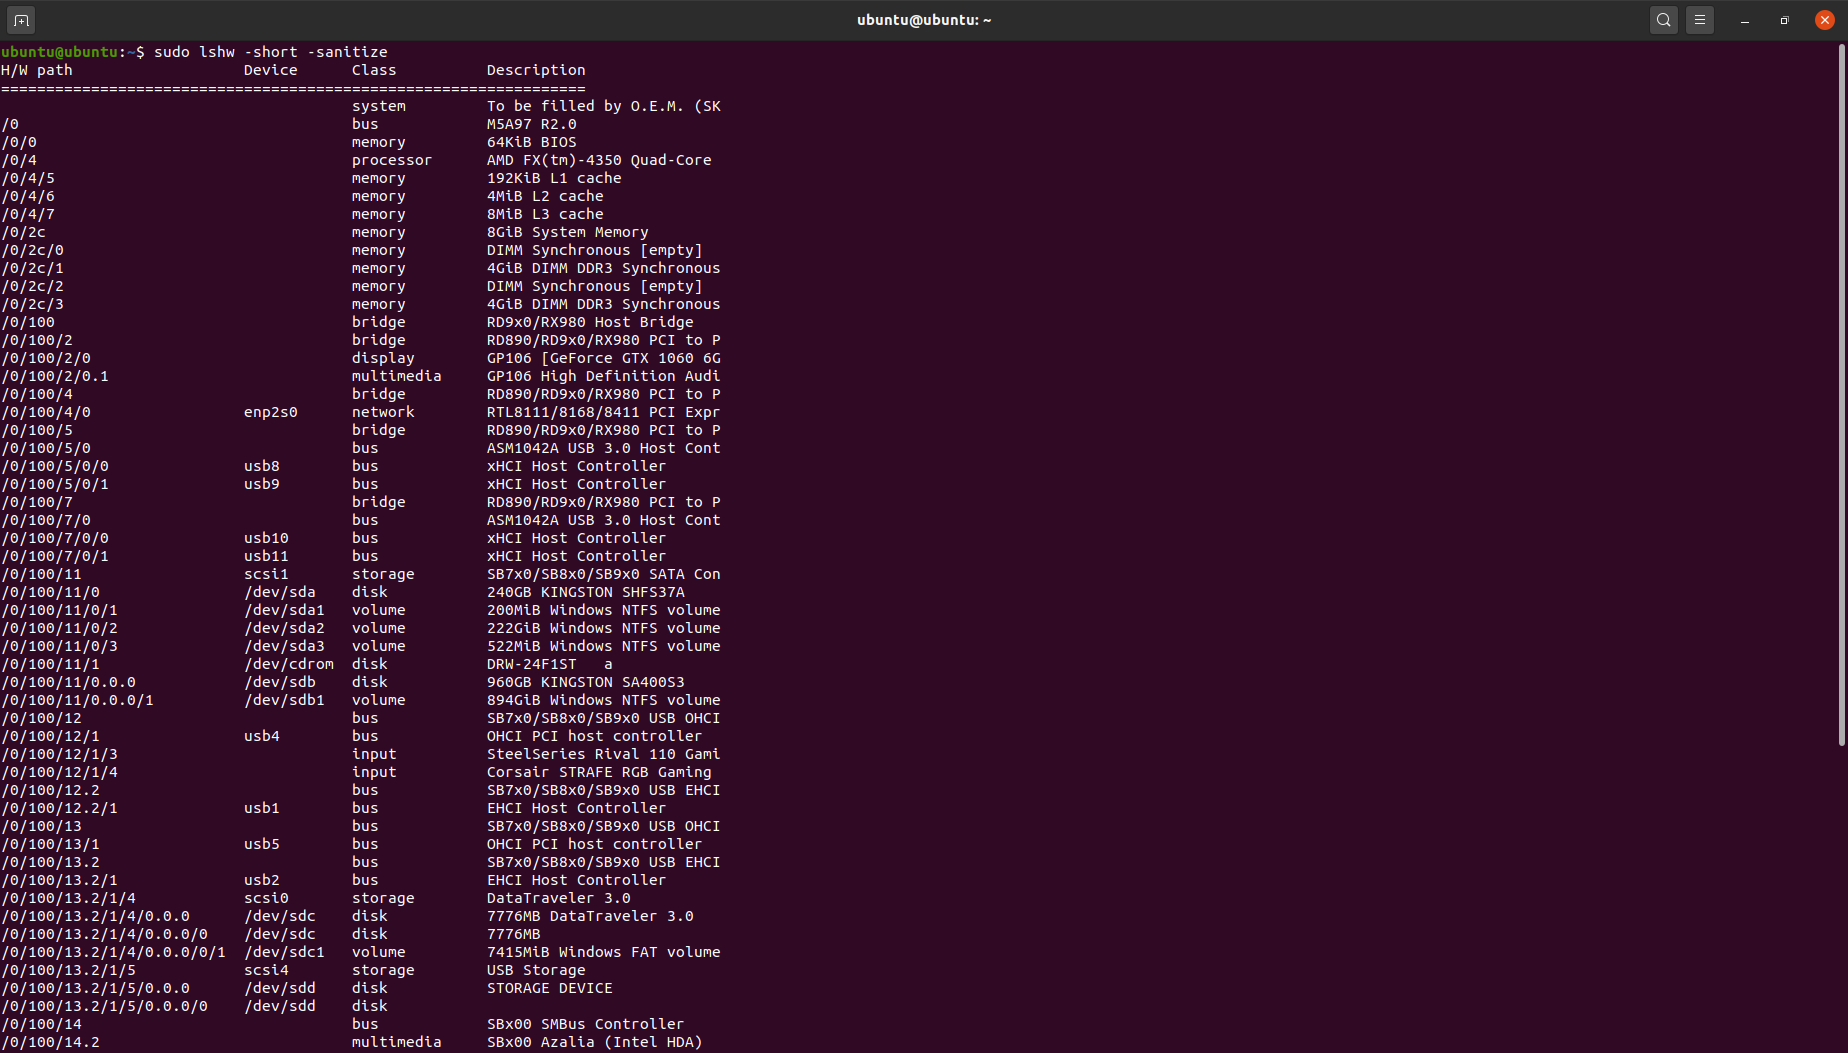 ubuntu@ubuntu: ~
ubuntu@ubuntu:~$ sudo lshw -short -sanitize
H/W path                   Device      Class          Description
=================================================================
                                       system         To be filled by O.E.M. (SK
/0                                     bus            M5A97 R2.0
/0/0                                   memory         64KiB BIOS
/0/4                                   processor      AMD FX(tm)-4350 Quad-Core
/0/4/5                                 memory         192KiB L1 cache
/0/4/6                                 memory         4MiB L2 cache
/0/4/7                                 memory         8MiB L3 cache
/0/2c                                  memory         8GiB System Memory
/0/2c/0                                memory         DIMM Synchronous [empty]
/0/2c/1                                memory         4GiB DIMM DDR3 Synchronous
/0/2c/2                                memory         DIMM Synchronous [empty]
/0/2c/3                                memory         4GiB DIMM DDR3 Synchronous
/0/100                                 bridge         RD9x0/RX980 Host Bridge
/0/100/2                               bridge         RD890/RD9x0/RX980 PCI to P
/0/100/2/0                             display        GP106 [GeForce GTX 1060 6G
/0/100/2/0.1                           multimedia     GP106 High Definition Audi
/0/100/4                               bridge         RD890/RD9x0/RX980 PCI to P
/0/100/4/0                 enp2s0      network        RTL8111/8168/8411 PCI Expr
/0/100/5                               bridge         RD890/RD9x0/RX980 PCI to P
/0/100/5/0                             bus            ASM1042A USB 3.0 Host Cont
/0/100/5/0/0               usb8        bus            xHCI Host Controller
/0/100/5/0/1               usb9        bus            xHCI Host Controller
/0/100/7                               bridge         RD890/RD9x0/RX980 PCI to P
/0/100/7/0                             bus            ASM1042A USB 3.0 Host Cont
/0/100/7/0/0               usb10       bus            xHCI Host Controller
/0/100/7/0/1               usb11       bus            xHCI Host Controller
/0/100/11                  scsi1       storage        SB7x0/SB8x0/SB9x0 SATA Con
/0/100/11/0                /dev/sda    disk           240GB KINGSTON SHFS37A
/0/100/11/0/1              /dev/sda1   volume         200MiB Windows NTFS volume
/0/100/11/0/2              /dev/sda2   volume         222GiB Windows NTFS volume
/0/100/11/0/3              /dev/sda3   volume         522MiB Windows NTFS volume
/0/100/11/1                /dev/cdrom  disk           DRW-24F1ST   a
/0/100/11/0.0.0            /dev/sdb    disk           960GB KINGSTON SA400S3
/0/100/11/0.0.0/1          /dev/sdb1   volume         894GiB Windows NTFS volume
/0/100/12                              bus            SB7x0/SB8x0/SB9x0 USB OHCI
/0/100/12/1                usb4        bus            OHCI PCI host controller
/0/100/12/1/3                          input          SteelSeries Rival 110 Gami
/0/100/12/1/4                          input          Corsair STRAFE RGB Gaming
/0/100/12.2                            bus            SB7x0/SB8x0/SB9x0 USB EHCI
/0/100/12.2/1              usb1        bus            EHCI Host Controller
/0/100/13                              bus            SB7x0/SB8x0/SB9x0 USB OHCI
/0/100/13/1                usb5        bus            OHCI PCI host controller
/0/100/13.2                            bus            SB7x0/SB8x0/SB9x0 USB EHCI
/0/100/13.2/1              usb2        bus            EHCI Host Controller
/0/100/13.2/1/4            scsi0       storage        DataTraveler 3.0
/0/100/13.2/1/4/0.0.0      /dev/sdc    disk           7776MB DataTraveler 3.0
/0/100/13.2/1/4/0.0.0/0    /dev/sdc    disk           7776MB
/0/100/13.2/1/4/0.0.0/0/1  /dev/sdc1   volume         7415MiB Windows FAT volume
/0/100/13.2/1/5            scsi4       storage        USB Storage
/0/100/13.2/1/5/0.0.0      /dev/sdd    disk           STORAGE DEVICE
/0/100/13.2/1/5/0.0.0/0    /dev/sdd    disk
/0/100/14                              bus            SBx00 SMBus Controller
/0/100/14.2                            multimedia     SBx00 Azalia (Intel HDA)